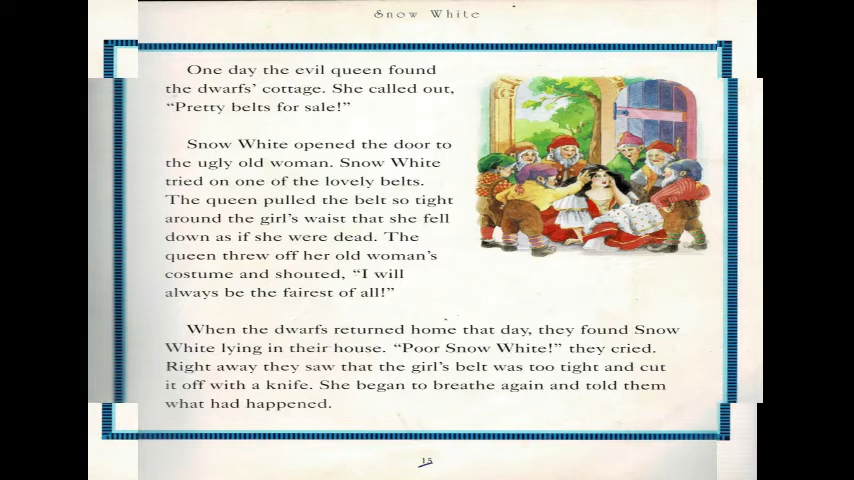 Snow White
One day the evil queen found
the dwarfs' cottage. She called out,
“Pretty belts for sale!”
Snow White opened the door to
the ugly old woman. Snow White
tried on one of the lovely belts.
The queen pulled the belt so tight
around the girl's waist that she fell
down as if she were dead. The
queen threw off her old woman's
costume and shouted, “I will
always be the fairest of all!”
When the dwarfs returned home that day, they found Snow
White lying in their house. “Poor Snow White!” they cried.
Right away they saw that the girl's belt was too tight and cut
it off with a knife. She began to breathe again and told them
what had happened.
15